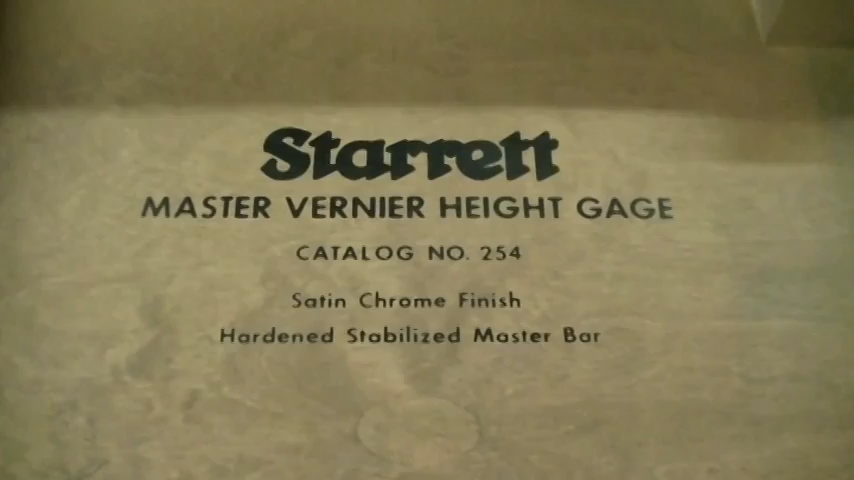 Starrett
MASTER VERNIER HEIGHT GAGE
CATALOG NO. 254
Satin Chrome Finish
Hardened Stabilized Master Bar